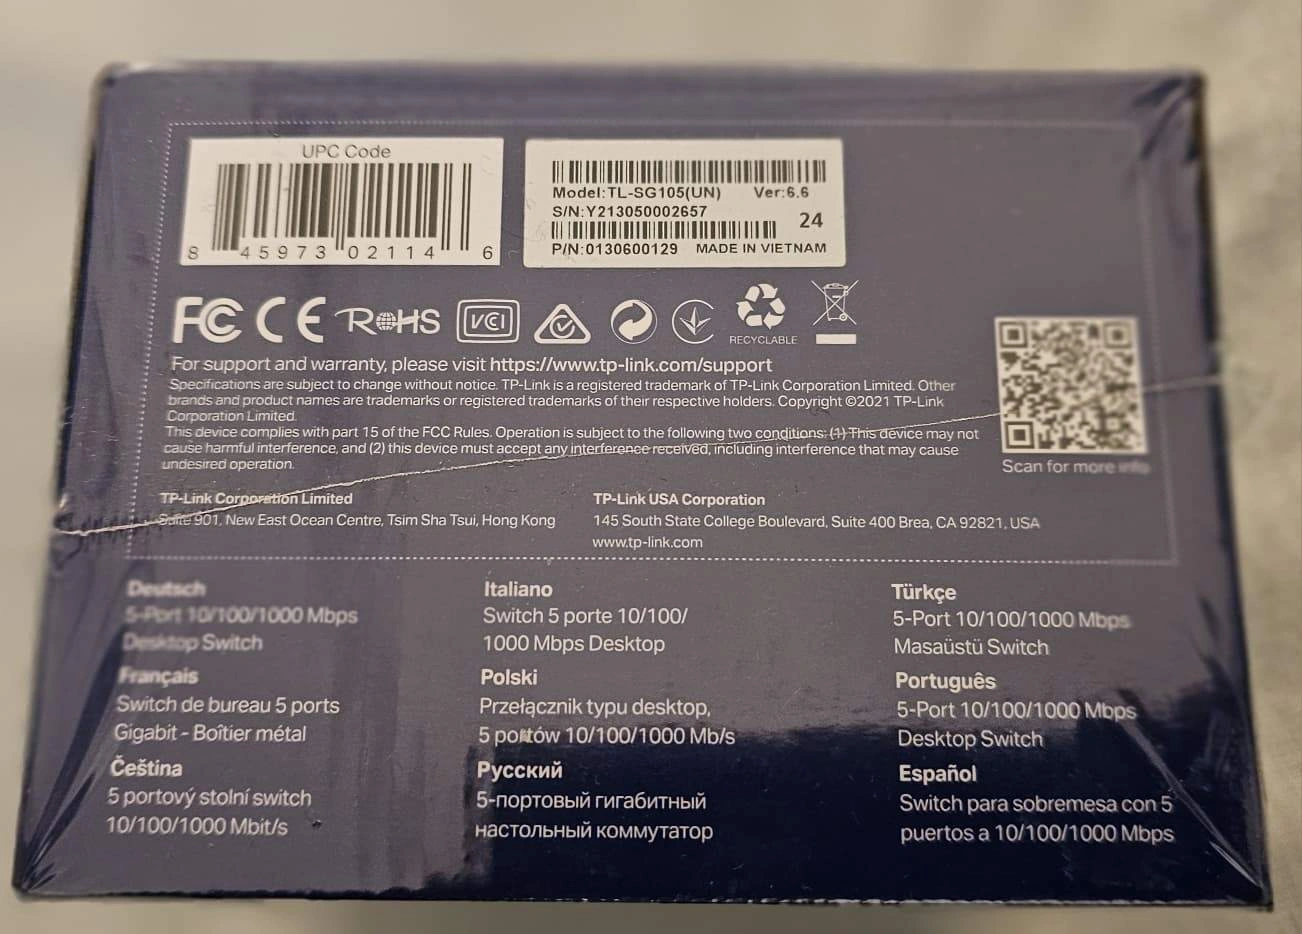 UPC Code
8 45973 02114 6
Model:TL-SG105(UN) Ver:6.6
S/N:Y213050002657
24
P/N:0130600129 MADE IN VIETNAM
FC CE RoHS VCI
RECYCLABLE
For support and warranty, please visit https://www.tp-link.com/support
Specifications are subject to change without notice. TP-Link is a registered trademark of TP-Link Corporation Limited. Other
brands and product names are trademarks or registered trademarks of their respective holders. Copyright ©2021 TP-Link
Corporation Limited.
This device complies with part 15 of the FCC Rules. Operation is subject to the following two conditions: (1) This device may not
cause harmful interference, and (2) this device must accept any interference received, including interference that may cause
undesired operation.
Scan for more info
TP-Link Corporation Limited
Suite 901, New East Ocean Centre, Tsim Sha Tsui, Hong Kong
TP-Link USA Corporation
145 South State College Boulevard, Suite 400 Brea, CA 92821, USA
www.tp-link.com
Deutsch
5-Port 10/100/1000 Mbps
Desktop Switch
Français
Switch de bureau 5 ports
Gigabit - Boîtier métal
Čeština
5 portový stolní switch
10/100/1000 Mbit/s
Italiano
Switch 5 porte 10/100/
1000 Mbps Desktop
Polski
Przełącznik typu desktop,
5 portów 10/100/1000 Mb/s
Русский
5-портовый гигабитный
настольный коммутатор
Türkçe
5-Port 10/100/1000 Mbps
Masaüstü Switch
Português
5-Port 10/100/1000 Mbps
Desktop Switch
Español
Switch para sobremesa con 5
puertos a 10/100/1000 Mbps